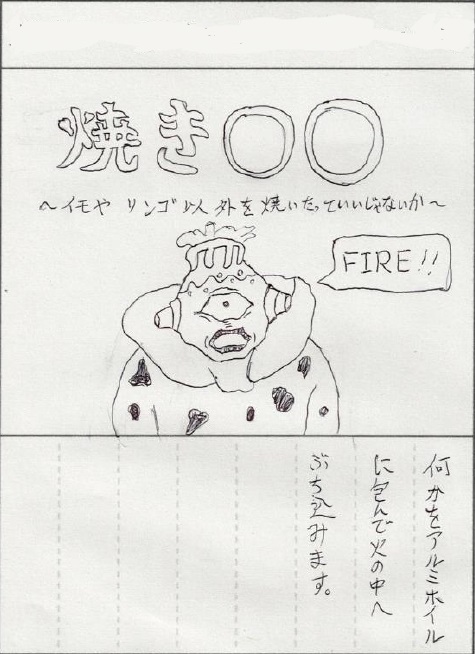 焼き○○
～イモや リンゴ以外を焼いたっていいじゃないか～
FIRE!!
何かをアルミホイル
に包んで火の中へ
ぶち込みます。